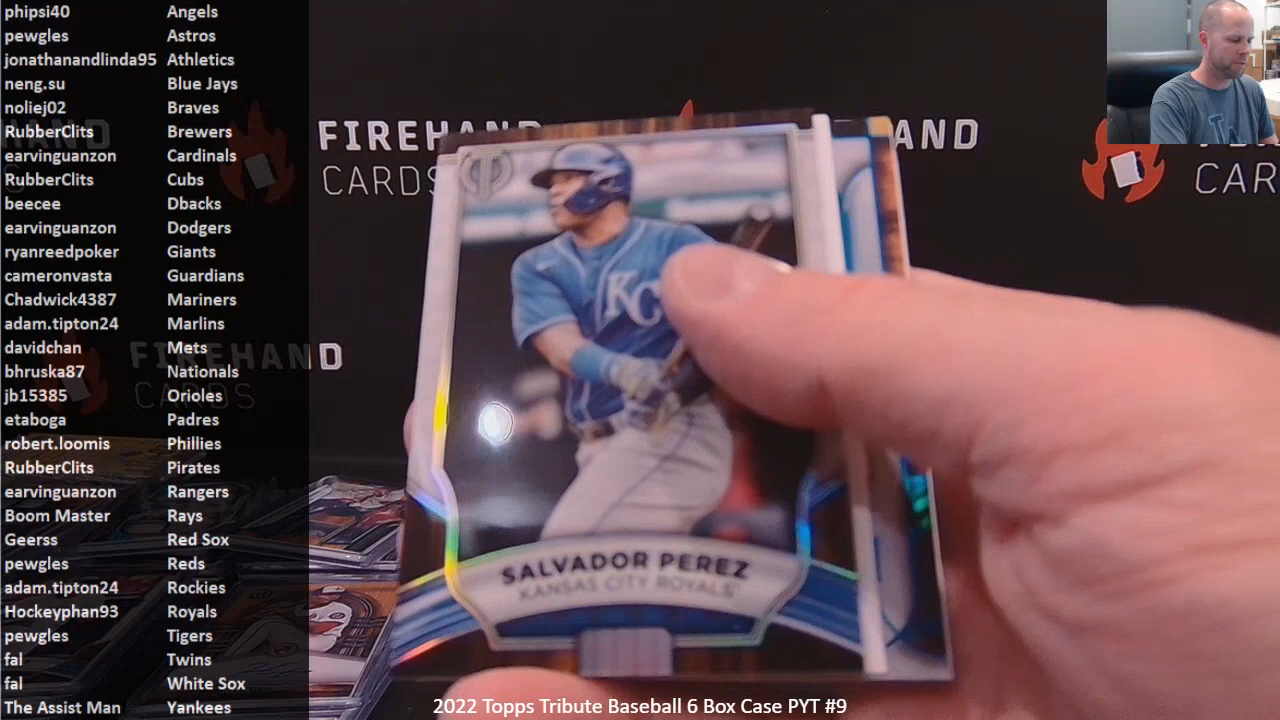 phipsi40 Angels
pewgles Astros
jonathanandlinda95 Athletics
neng.su Blue Jays
noliej02 Braves
RubberClits Brewers
earvinguanzon Cardinals
RubberClits Cubs
beecee Dbacks
earvinguanzon Dodgers
ryanreedpoker Giants
cameronvasta Guardians
Chadwick4387 Mariners
adam.tipton24 Marlins
davidchan Mets
bhruska87 Nationals
jb15385 Orioles
etaboga Padres
robert.loomis Phillies
RubberClits Pirates
earvinguanzon Rangers
Boom Master Rays
Geerss Red Sox
pewgles Reds
adam.tipton24 Rockies
Hockeyphan93 Royals
pewgles Tigers
fal Twins
fal White Sox
The Assist Man Yankees
FIREHAND
CARDS
AND
CAR
FIREHAND
CARDS
KC
SALVADOR PEREZ
KANSAS CITY ROYALS
2022 Topps Tribute Baseball 6 Box Case PYT #9